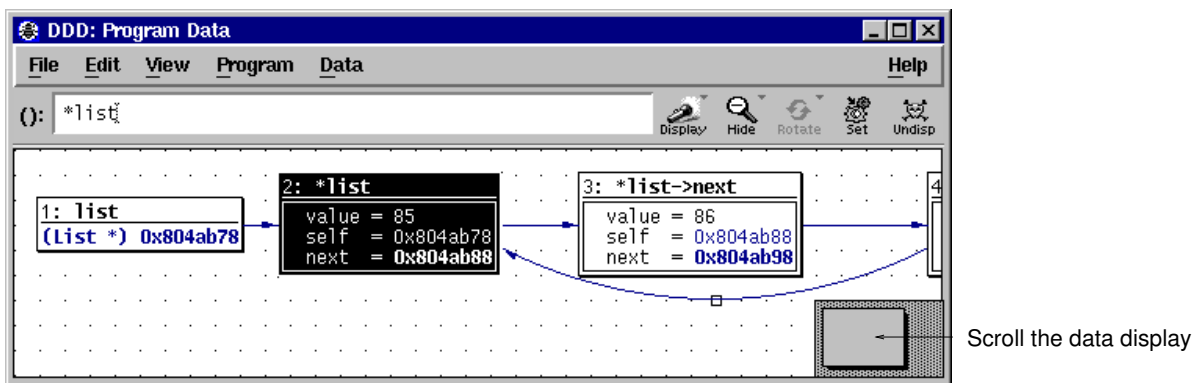 DDD: Program Data
File Edit View Program Data Help
(): *list
Display Hide Rotate Set Undisp
1: list
(List *) 0x804ab78
2: *list
value = 85
self = 0x804ab78
next = 0x804ab88
3: *list->next
value = 86
self = 0x804ab88
next = 0x804ab98
4
Scroll the data display